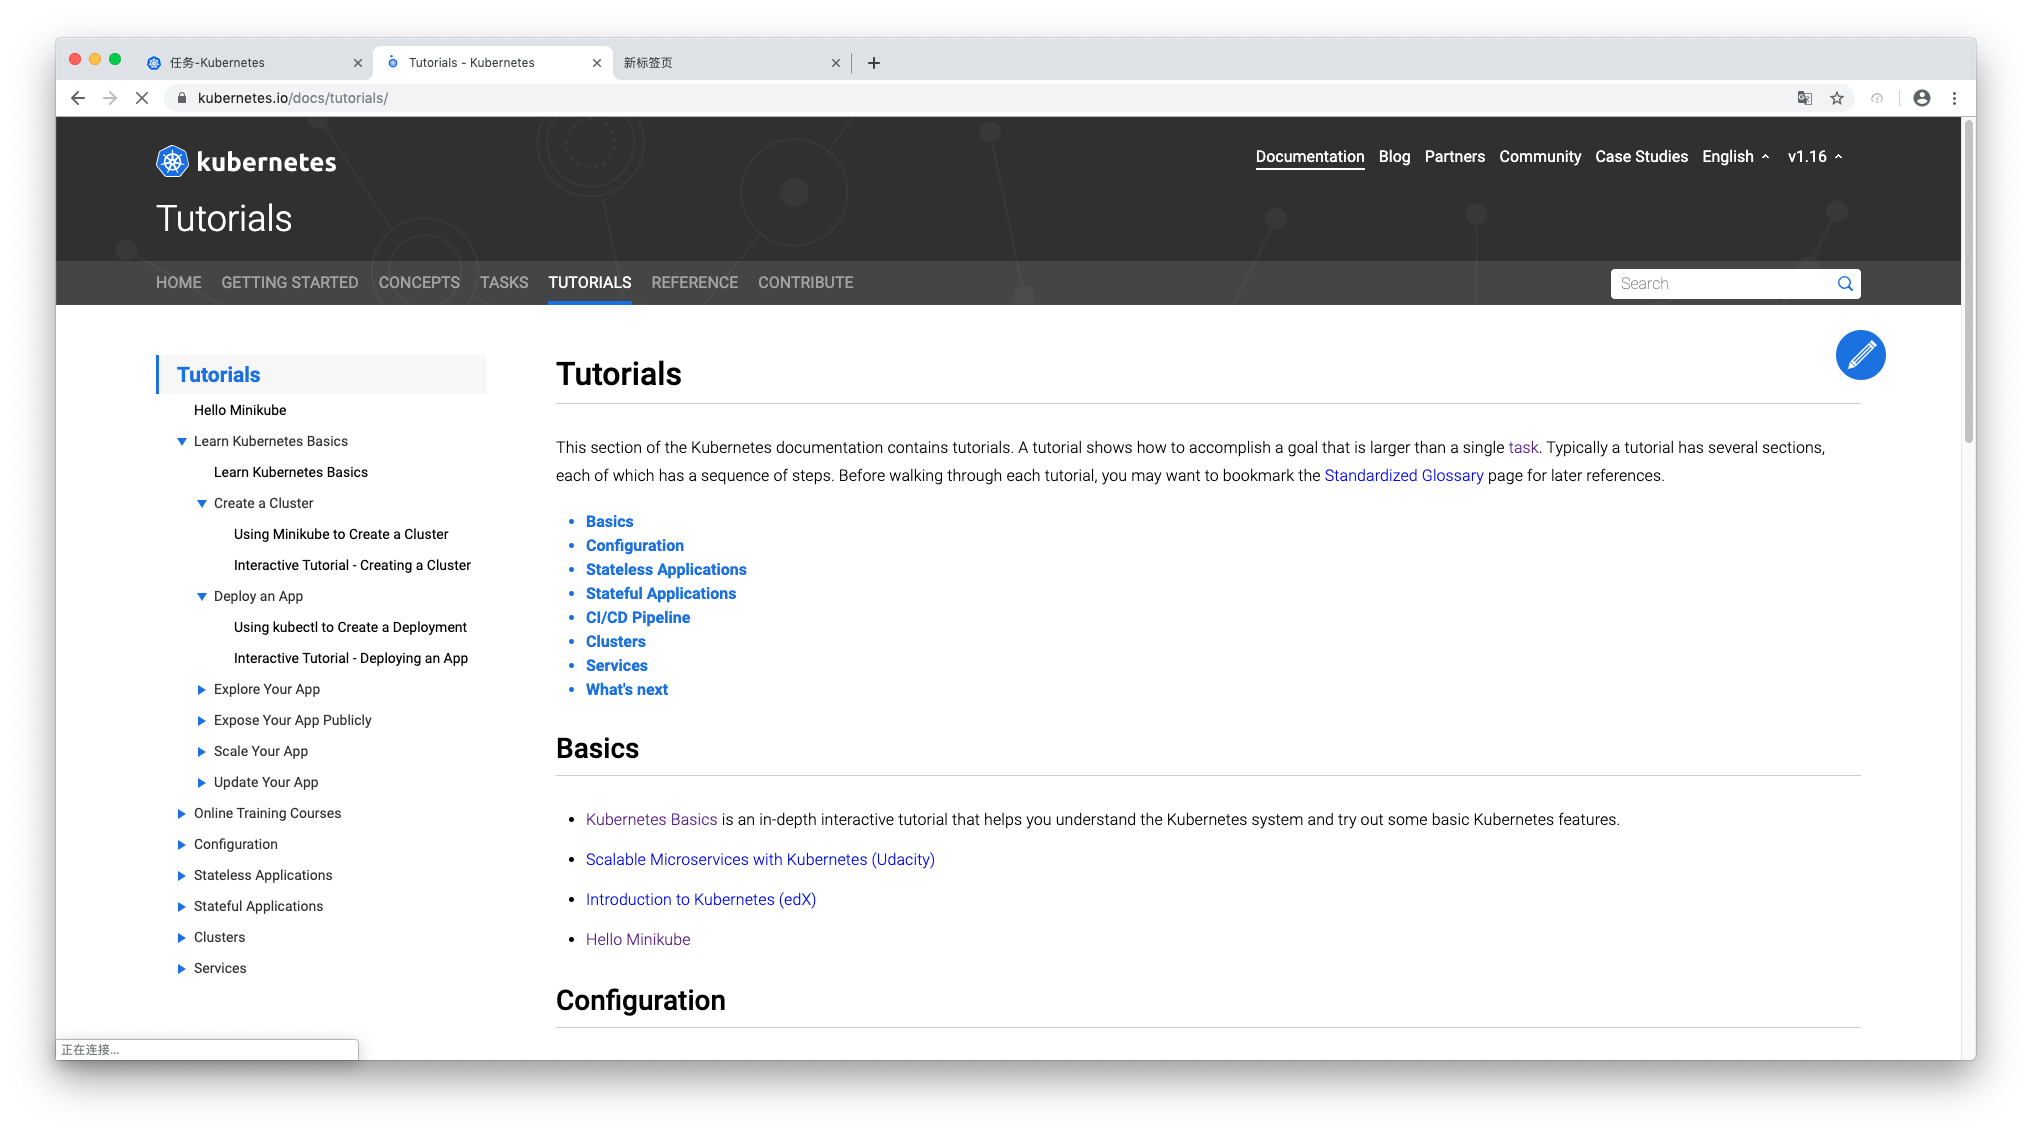 任务-Kubernetes
Tutorials - Kubernetes
新标签页
kubernetes.io/docs/tutorials/
kubernetes
Documentation Blog Partners Community Case Studies English v1.16
Tutorials
HOME GETTING STARTED CONCEPTS TASKS TUTORIALS REFERENCE CONTRIBUTE
Search
Tutorials
Hello Minikube
Learn Kubernetes Basics
Learn Kubernetes Basics
Create a Cluster
Using Minikube to Create a Cluster
Interactive Tutorial - Creating a Cluster
Deploy an App
Using kubectl to Create a Deployment
Interactive Tutorial - Deploying an App
Explore Your App
Expose Your App Publicly
Scale Your App
Update Your App
Online Training Courses
Configuration
Stateless Applications
Stateful Applications
Clusters
Services
Tutorials
This section of the Kubernetes documentation contains tutorials. A tutorial shows how to accomplish a goal that is larger than a single task. Typically a tutorial has several sections,
each of which has a sequence of steps. Before walking through each tutorial, you may want to bookmark the Standardized Glossary page for later references.
Basics
Configuration
Stateless Applications
Stateful Applications
CI/CD Pipeline
Clusters
Services
What's next
Basics
Kubernetes Basics is an in-depth interactive tutorial that helps you understand the Kubernetes system and try out some basic Kubernetes features.
Scalable Microservices with Kubernetes (Udacity)
Introduction to Kubernetes (edX)
Hello Minikube
Configuration
正在连接...